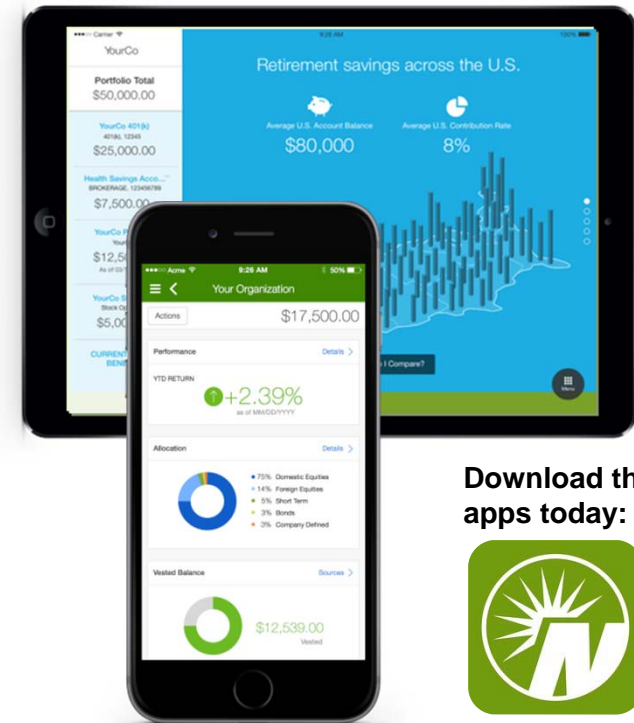 Carrier
9:26 AM
100%
YourCo
Portfolio Total
$50,000.00
YourCo 401(k)
401(k), 12345
$25,000.00
Health Savings Acco...
BROKERAGE, 123456789
$7,500.00
YourCo P
$12,50
YourCo S
Stock Op
$5,00
CURRENT
BENE
Retirement savings across the U.S.
Average U.S. Account Balance
$80,000
Average U.S. Contribution Rate
8%
I Compare?
Menu
Acme
9:26 AM
50%
Your Organization
Actions
$17,500.00
Performance
Details >
YTD RETURN
+2.39%
as of MM/DD/YYYY
Allocation
Details >
75% Domestic Equities
14% Foreign Equities
5% Short Term
3% Bonds
3% Company Defined
Vested Balance
Sources >
$12,539.00
Vested
Download th
apps today: